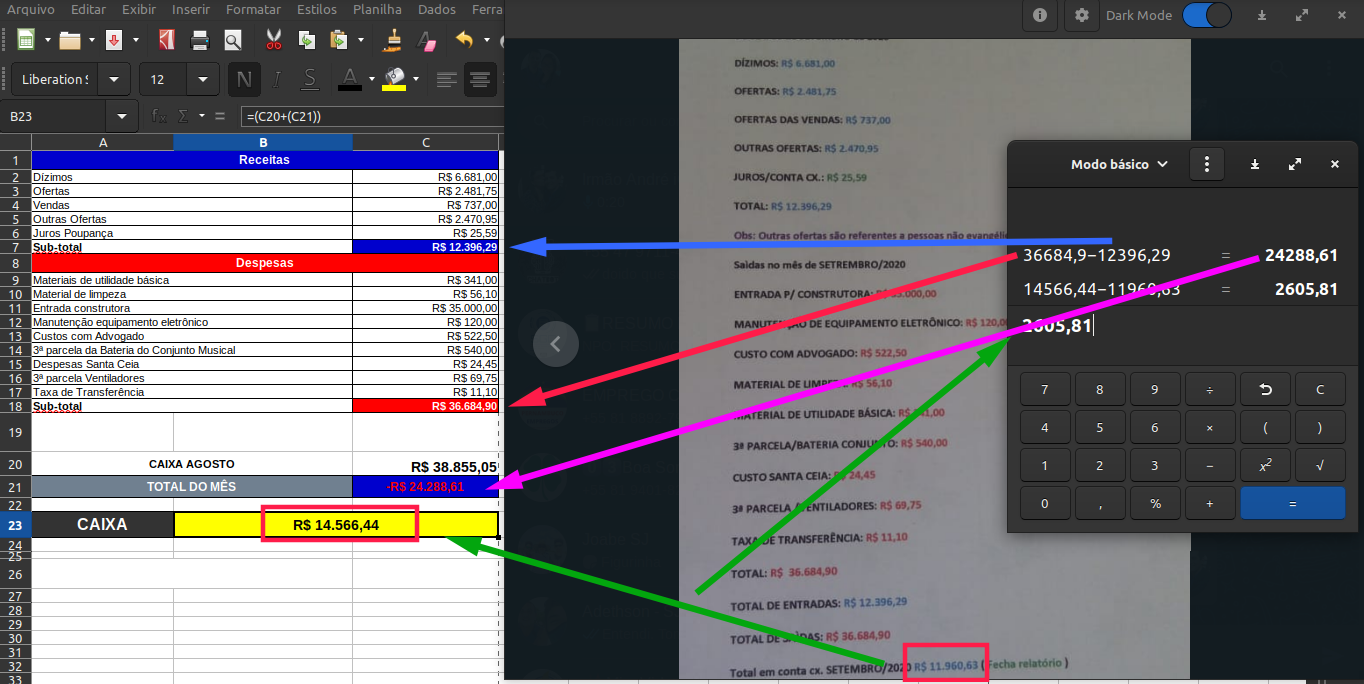 Arquivo Editar Exibir Inserir Formatar Estilos Planilha Dados Ferra
Dark Mode
Liberation S 12 N I S A
B23 =(C20+(C21))
A B C
1 Receitas
2 Dízimos R$ 6.681,00
3 Ofertas R$ 2.481,75
4 Vendas R$ 737,00
5 Outras Ofertas R$ 2.470,95
6 Juros Poupança R$ 25,59
7 Sub-total R$ 12.396,29
8 Despesas
9 Materiais de utilidade básica R$ 341,00
10 Material de limpeza R$ 56,10
11 Entrada construtora R$ 35.000,00
12 Manutenção equipamento eletrônico R$ 120,00
13 Custos com Advogado R$ 522,50
14 3ª parcela da Bateria do Conjunto Musical R$ 540,00
15 Despesas Santa Ceia R$ 24,45
16 3ª parcela Ventiladores R$ 69,75
17 Taxa de Transferência R$ 11,10
18 Sub-total R$ 36.684,90
19
20 CAIXA AGOSTO R$ 38.855,05
21 TOTAL DO MÊS -R$ 24.288,61
22
23 CAIXA R$ 14.566,44
24
25
26
27
28
29
30
31
32
33
DÍZIMOS: R$ 6.681,00
OFERTAS: R$ 2.481,75
OFERTAS DAS VENDAS: R$ 737,00
OUTRAS OFERTAS: R$ 2.470,95
JUROS/CONTA CX.: R$ 25,59
TOTAL: R$ 12.396,29
Obs: Outras ofertas são referentes a pessoas não evangélic
Saídas no mês de SETREMBRO/2020
ENTRADA P/ CONSTRUTORA: R$ 35.000,00
MANUTENÇÃO DE EQUIPAMENTO ELETRÔNICO: R$ 120,00
CUSTO COM ADVOGADO: R$ 522,50
MATERIAL DE LIMPEZA R$ 56,10
MATERIAL DE UTILIDADE BÁSICA: R$ 341,00
3ª PARCELA/BATERIA CONJUNTO: R$ 540,00
CUSTO SANTA CEIA: R$ 24,45
3ª PARCELA /VENTILADORES: R$ 69,75
TAXA DE TRANSFERÊNCIA: R$ 11,10
TOTAL: R$ 36.684,90
TOTAL DE ENTRADAS: R$ 12.396,29
TOTAL DE SAÍDAS: R$ 36.684,90
Total em conta cx. SETEMBRO/2020 R$ 11.960,63 ( Fecha relatório )
Modo básico
36684,9−12396,29 = 24288,61
14566,44−11960,63 = 2605,81
2605,81
7 8 9 ÷ C
4 5 6 × ( )
1 2 3 − x² √
0 , % + =